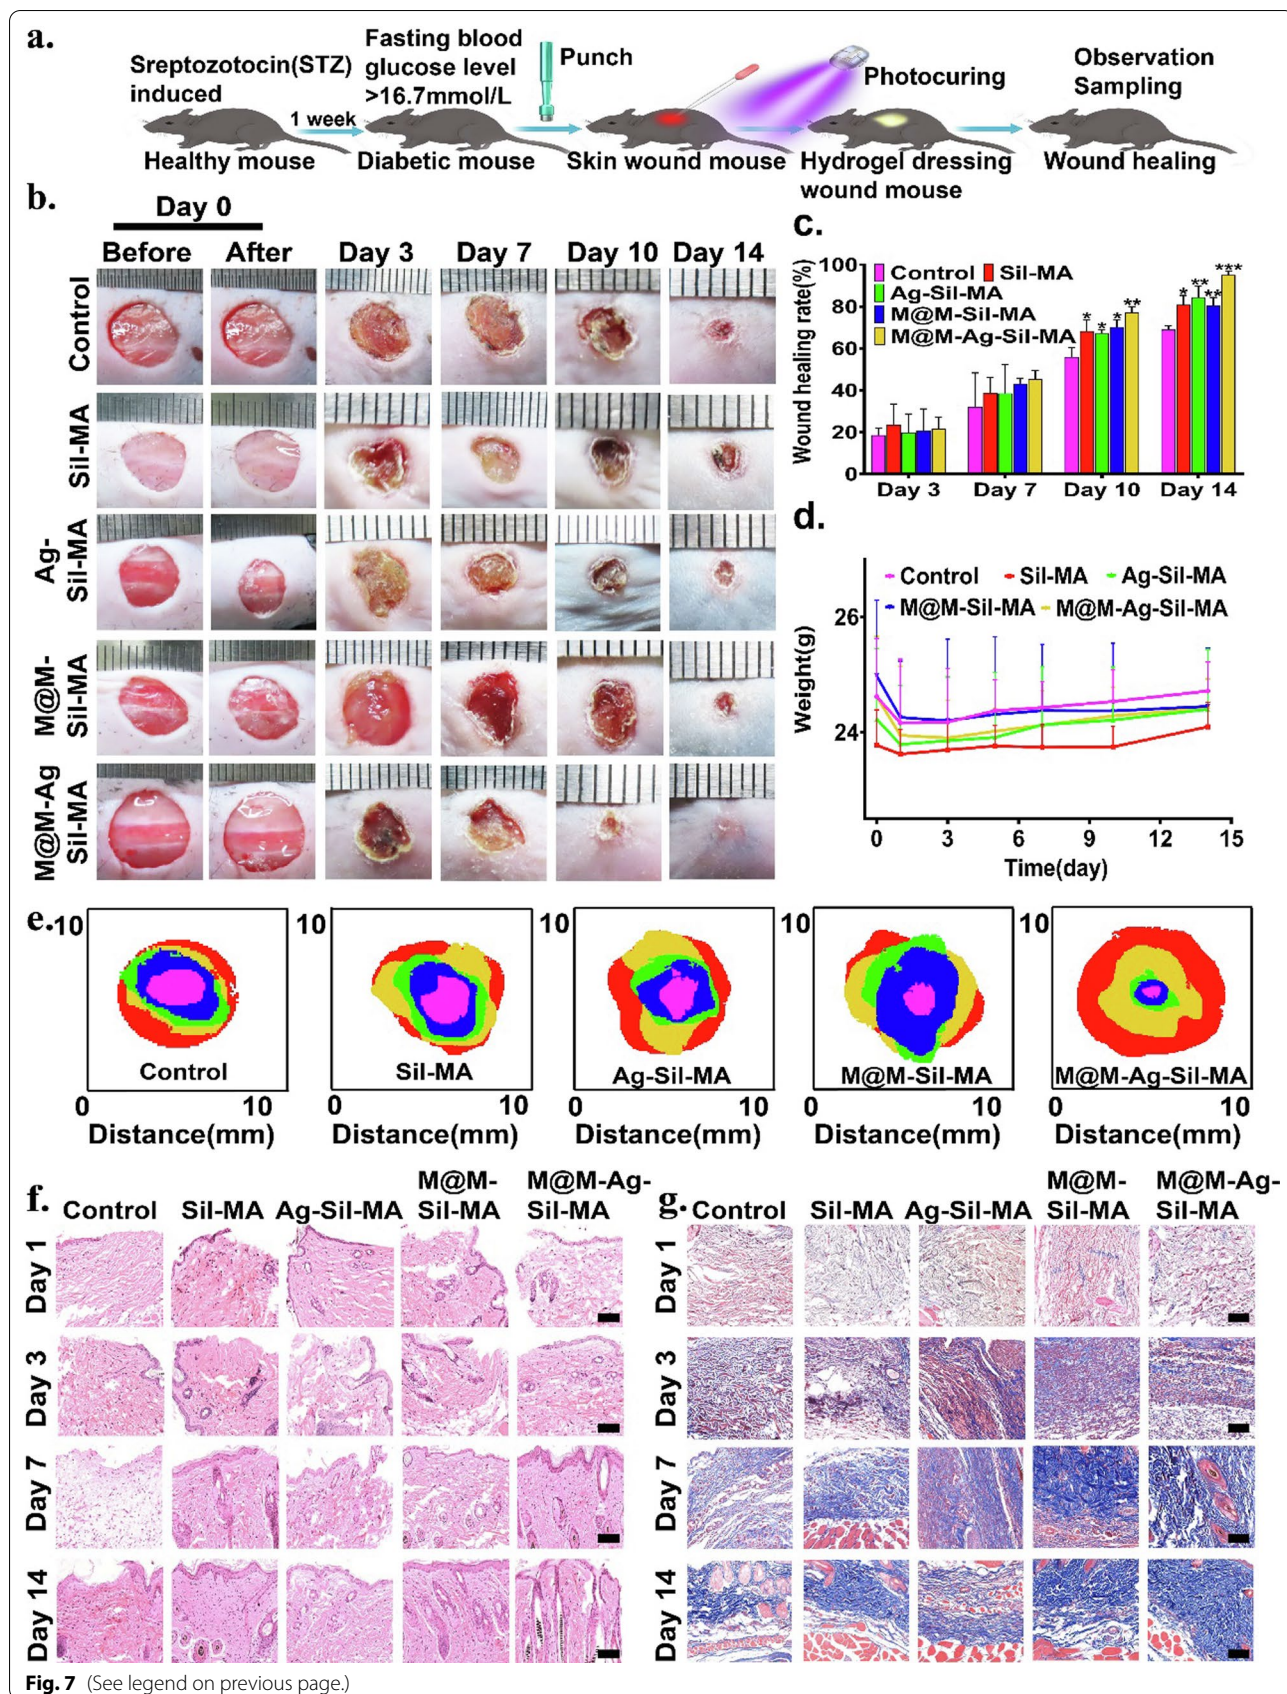 a.
Sreptozotocin(STZ)
induced
Fasting blood
glucose level
>16.7mmol/L
Punch
Photocuring
Observation
Sampling
1 week
Healthy mouse
Diabetic mouse
Skin wound mouse
Hydrogel dressing
wound mouse
Wound healing
b.
Day 0
Before After Day 3 Day 7 Day 10 Day 14
Control
Sil-MA
Ag-
Sil-MA
M@M-
Sil-MA
M@M-Ag
Sil-MA
c.
Wound healing rate(%)
100
80
60
40
20
0
Control Sil-MA
Ag-Sil-MA
M@M-Sil-MA
M@M-Ag-Sil-MA
* * * **
* ** ** ***
Day 3 Day 7 Day 10 Day 14
d.
Control Sil-MA Ag-Sil-MA
M@M-Sil-MA M@M-Ag-Sil-MA
Weight(g)
26
24
0 3 6 9 12 15
Time(day)
e.
10 10 10 10 10
Control Sil-MA Ag-Sil-MA M@M-Sil-MA M@M-Ag-Sil-MA
0 10 0 10 0 10 0 10 0 10
Distance(mm) Distance(mm) Distance(mm) Distance(mm) Distance(mm)
f.
Control Sil-MA Ag-Sil-MA
M@M-
Sil-MA
M@M-Ag-
Sil-MA
Day 1
Day 3
Day 7
Day 14
g.
Control Sil-MA Ag-Sil-MA
M@M-
Sil-MA
M@M-Ag-
Sil-MA
Day 1
Day 3
Day 7
Day 14
Fig. 7 (See legend on previous page.)